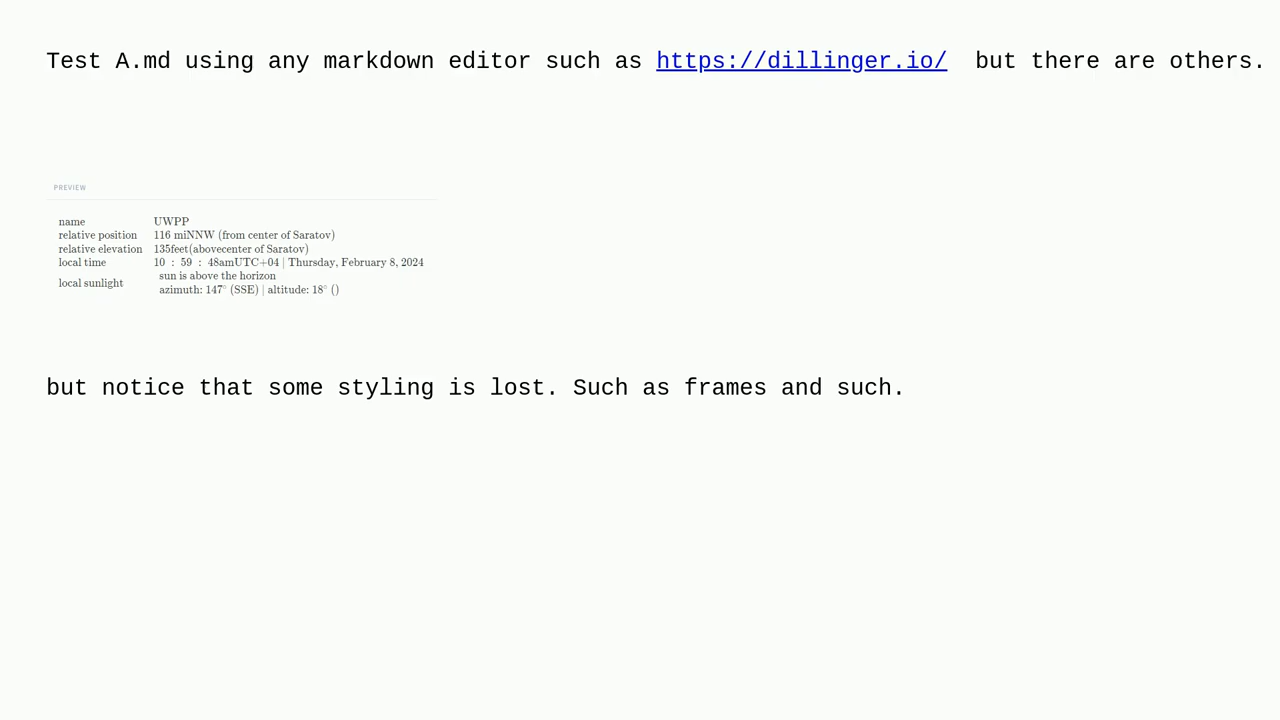 Test A.md using any markdown editor such as https://dillinger.io/  but there are others.
PREVIEW
name UWPP
relative position 116 miNNW (from center of Saratov)
relative elevation 135feet(abovecenter of Saratov)
local time 10 : 59 : 48amUTC+04 | Thursday, February 8, 2024
sun is above the horizon
local sunlight
azimuth: 147° (SSE) | altitude: 18° ()
but notice that some styling is lost. Such as frames and such.